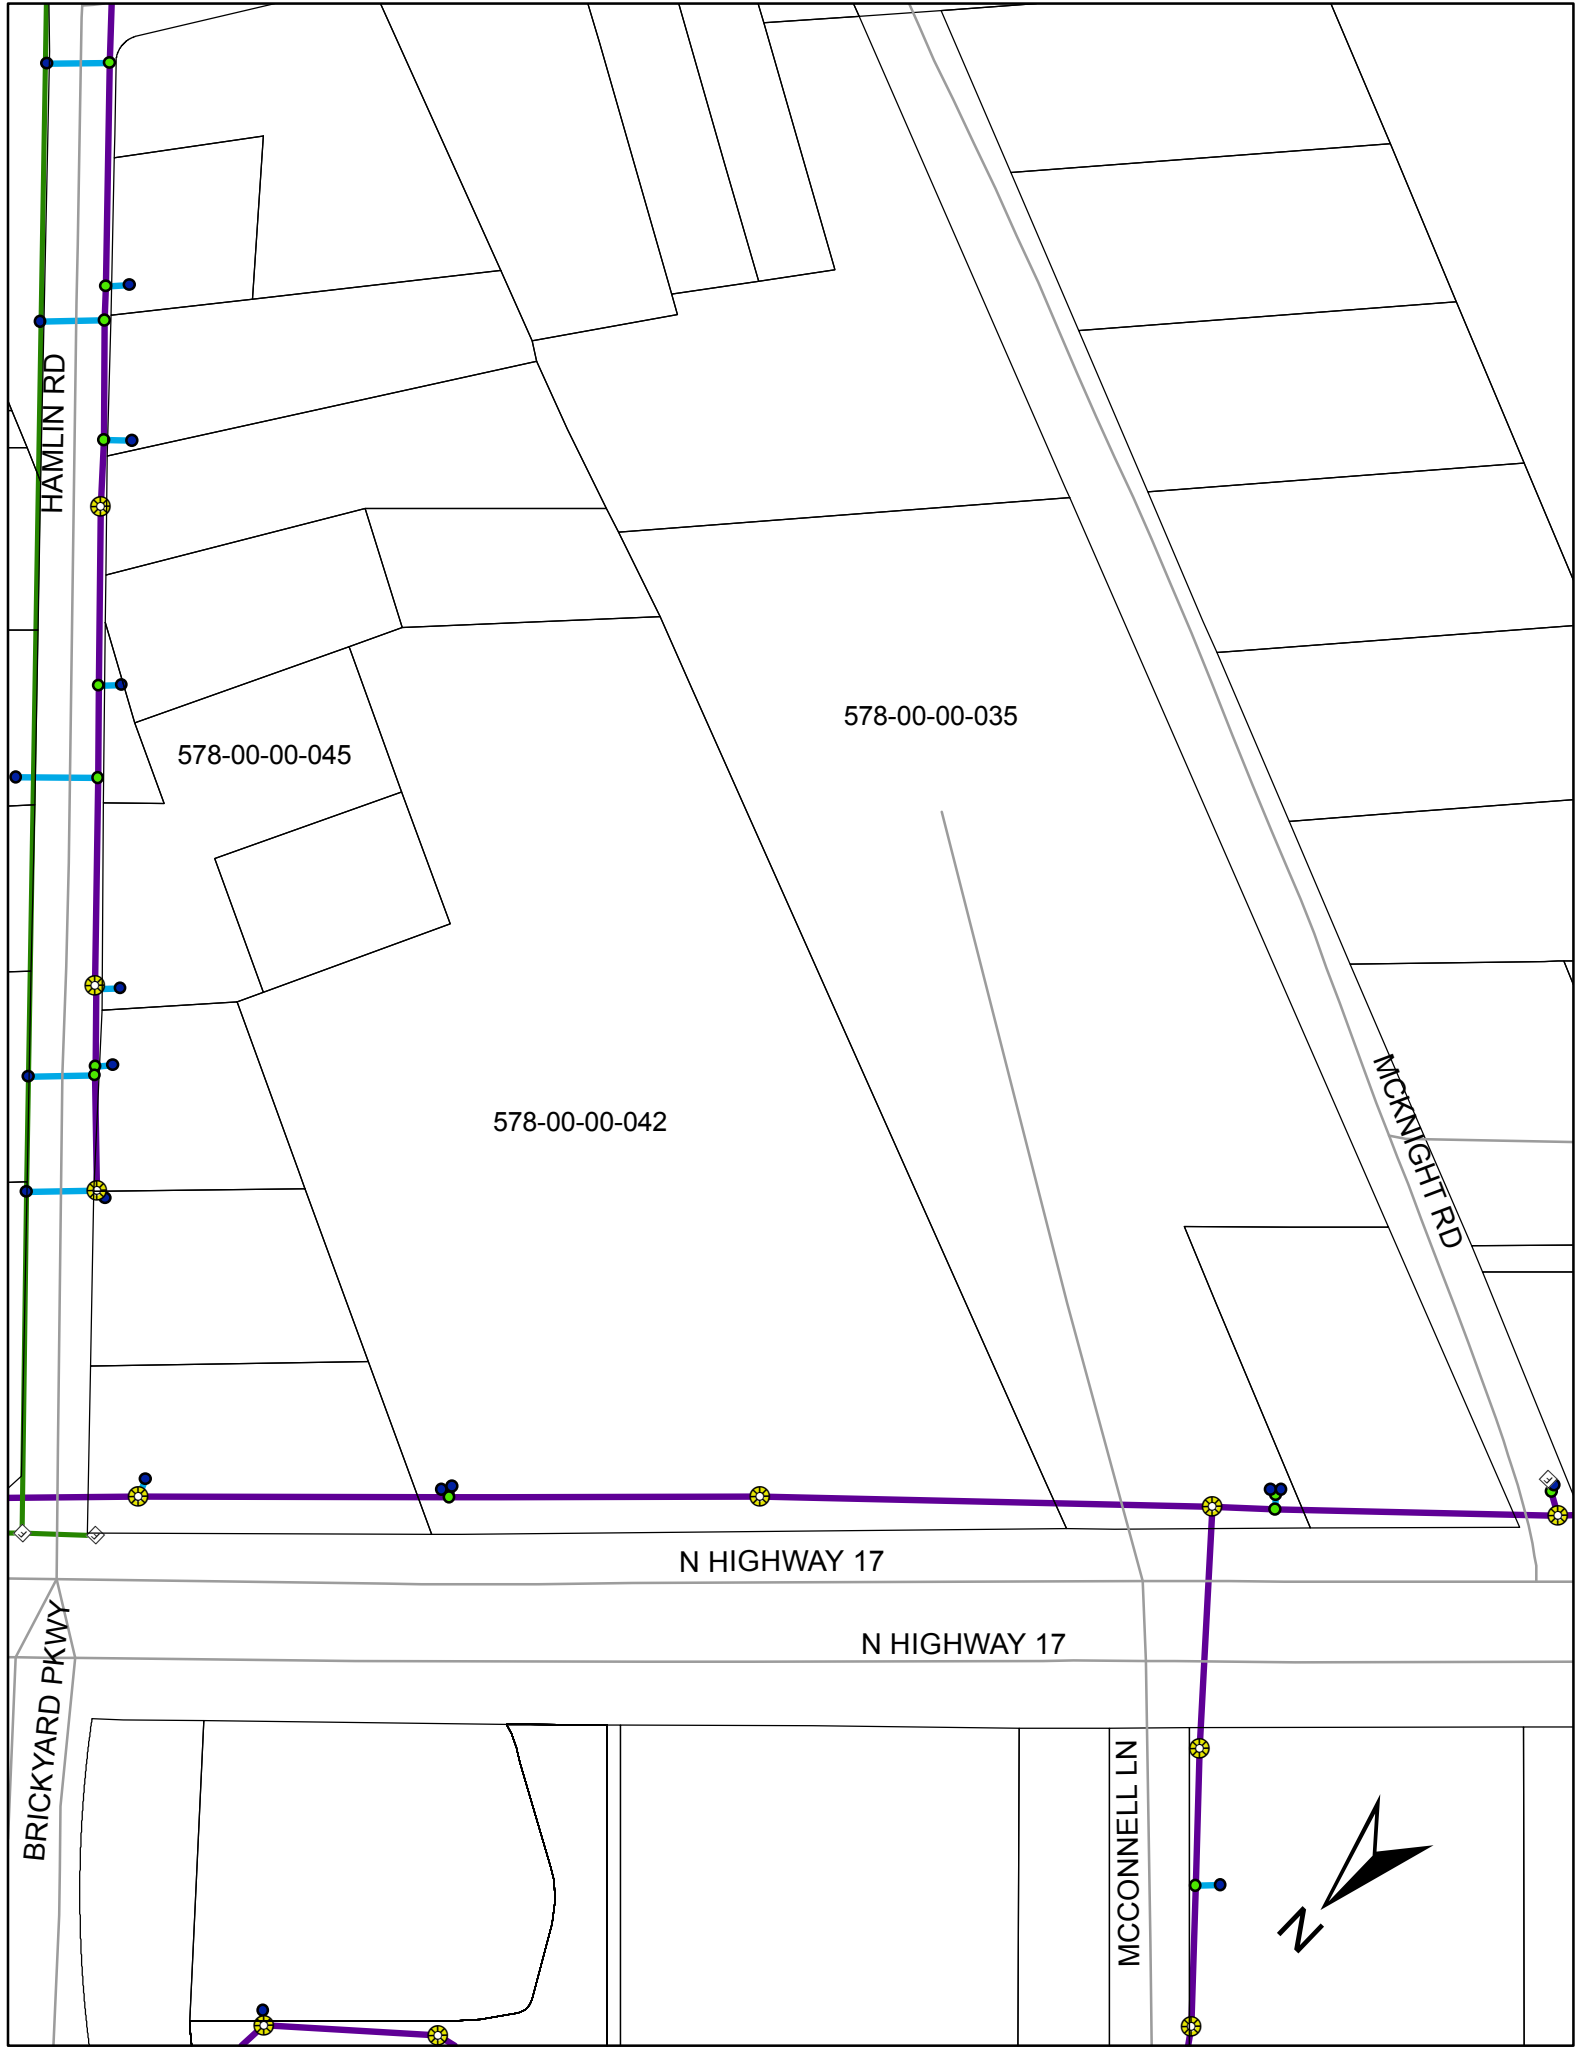 HAMLIN RD
578-00-00-035
578-00-00-045
578-00-00-042
MCKNIGHT RD
N HIGHWAY 17
N HIGHWAY 17
BRICKYARD PKWY
MCCONNELL LN
N